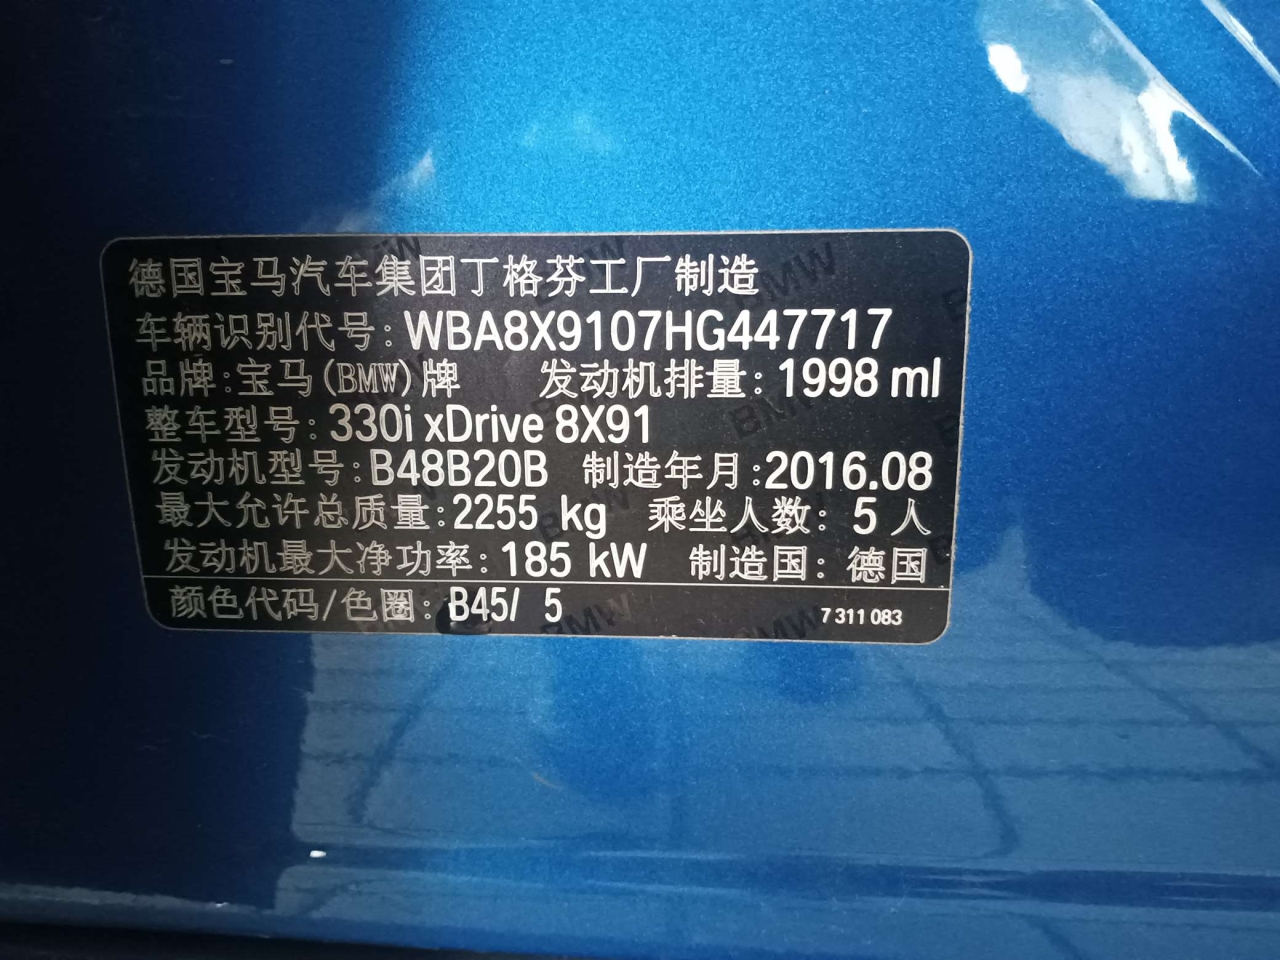 德国宝马汽车集团丁格芬工厂制造
车辆识别代号: WBA8X9107HG447717
品牌:宝马(BMW)牌 发动机排量: 1998 ml
整车型号: 330i xDrive 8X91
发动机型号: B48B20B 制造年月:2016.08
最大允许总质量: 2255 kg 乘坐人数: 5 人
发动机最大净功率: 185 kW 制造国: 德国
颜色代码/色圈: B45/ 5 7 311 083